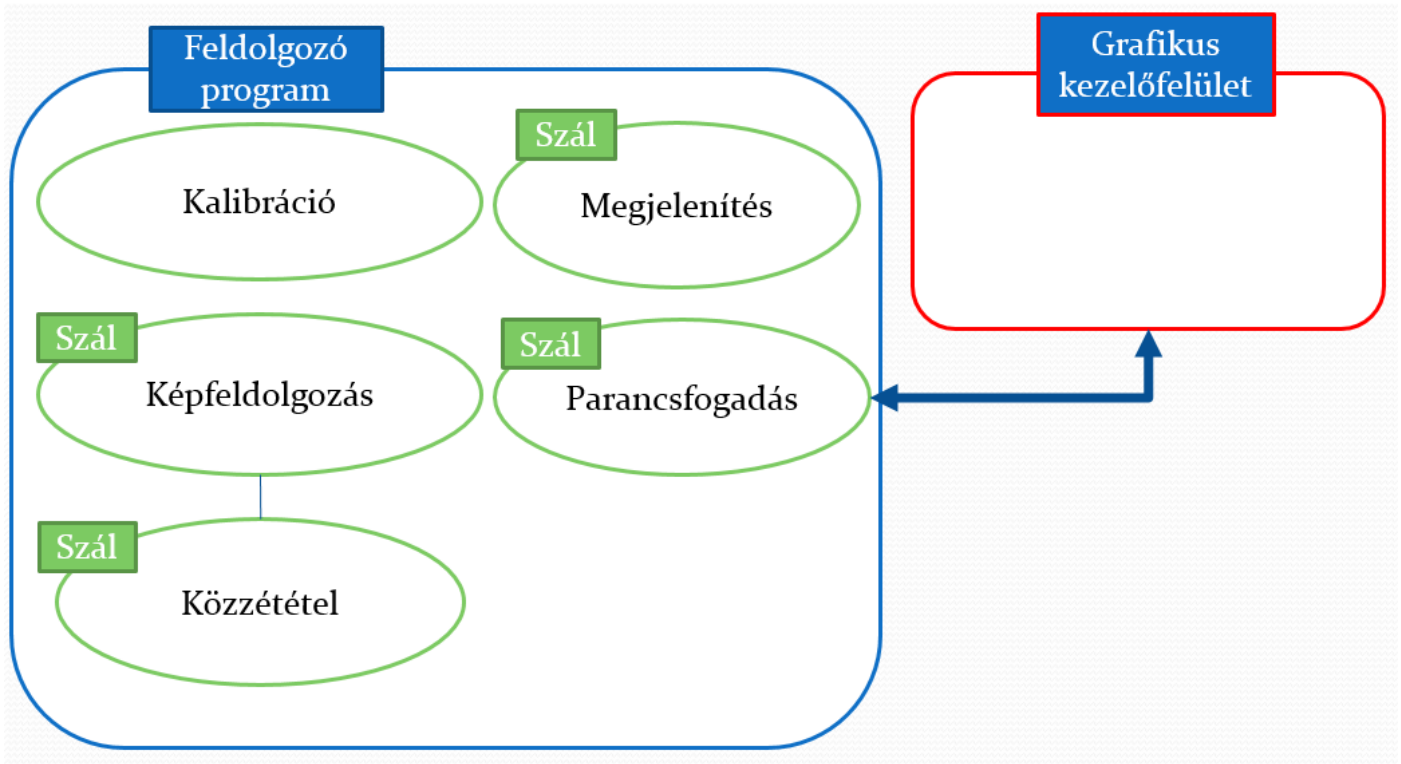 Feldolgozó
program
Grafikus
kezelőfelület
Kalibráció
Szál
Megjelenítés
Szál
Képfeldolgozás
Szál
Parancsfogadás
Szál
Közzététel